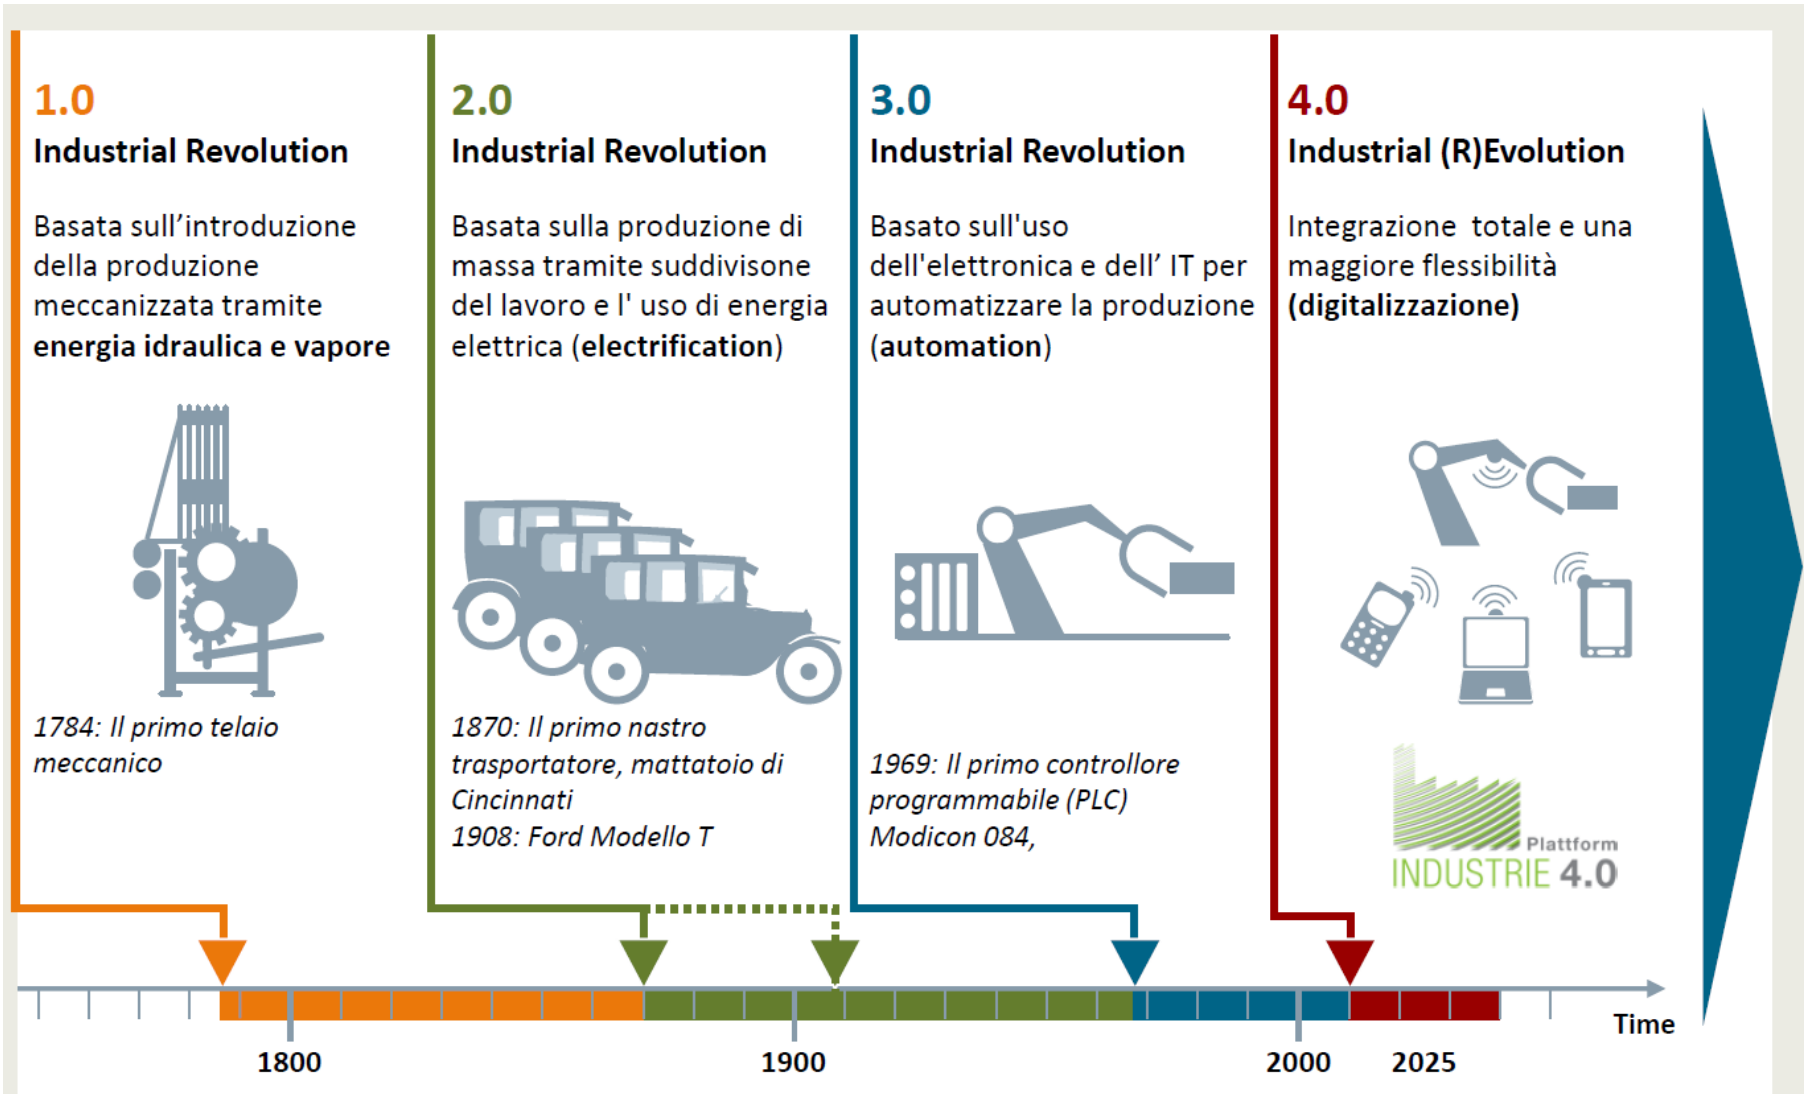 1.0
Industrial Revolution
Basata sull’introduzione
della produzione
meccanizzata tramite
energia idraulica e vapore
1784: Il primo telaio
meccanico
2.0
Industrial Revolution
Basata sulla produzione di
massa tramite suddivisone
del lavoro e l' uso di energia
elettrica (electrification)
1870: Il primo nastro
trasportatore, mattatoio di
Cincinnati
1908: Ford Modello T
3.0
Industrial Revolution
Basato sull'uso
dell'elettronica e dell’ IT per
automatizzare la produzione
(automation)
1969: Il primo controllore
programmabile (PLC)
Modicon 084,
4.0
Industrial (R)Evolution
Integrazione  totale e una
maggiore flessibilità
(digitalizzazione)
Plattform
INDUSTRIE 4.0
Time
1800
1900
2000
2025